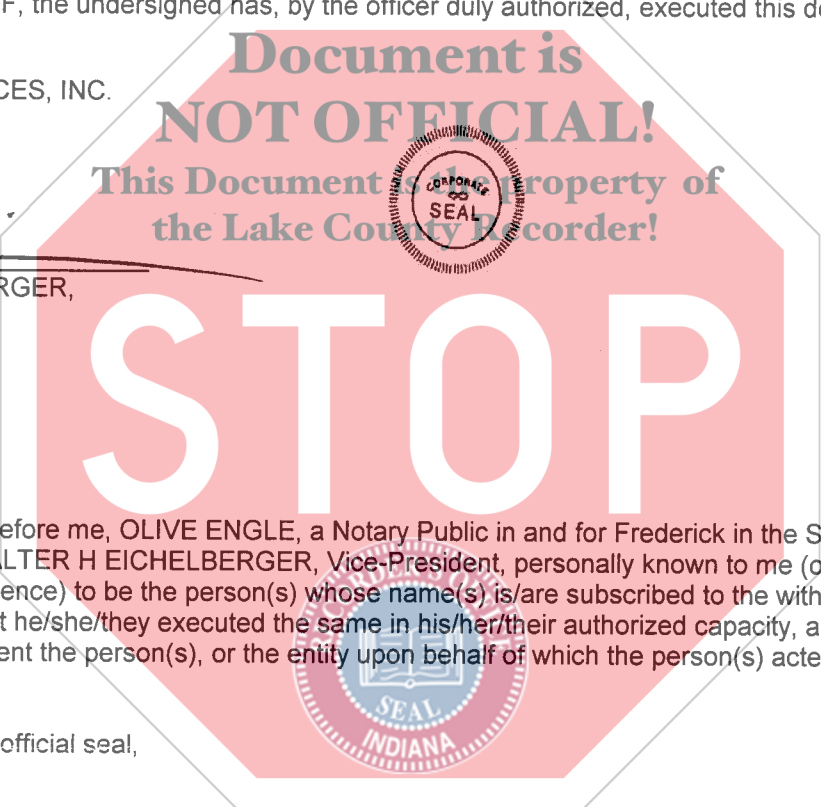 F, the undersigned has, by the officer duly authorized, executed this d
Document is
CES, INC.
NOT OFFICIAL!
This Document is the property of
the Lake County Recorder!
CORPORATE
SEAL
RGER,
STOP
efore me, OLIVE ENGLE, a Notary Public in and for Frederick in the S
ALTER H EICHELBERGER, Vice-President, personally known to me (o
ence) to be the person(s) whose name(s) is/are subscribed to the with
t he/she/they executed the same in his/her/their authorized capacity, a
ent the person(s), or the entity upon behalf of which the person(s) acte
RECORDER'S OFFICE
SEAL
INDIANA
official seal,